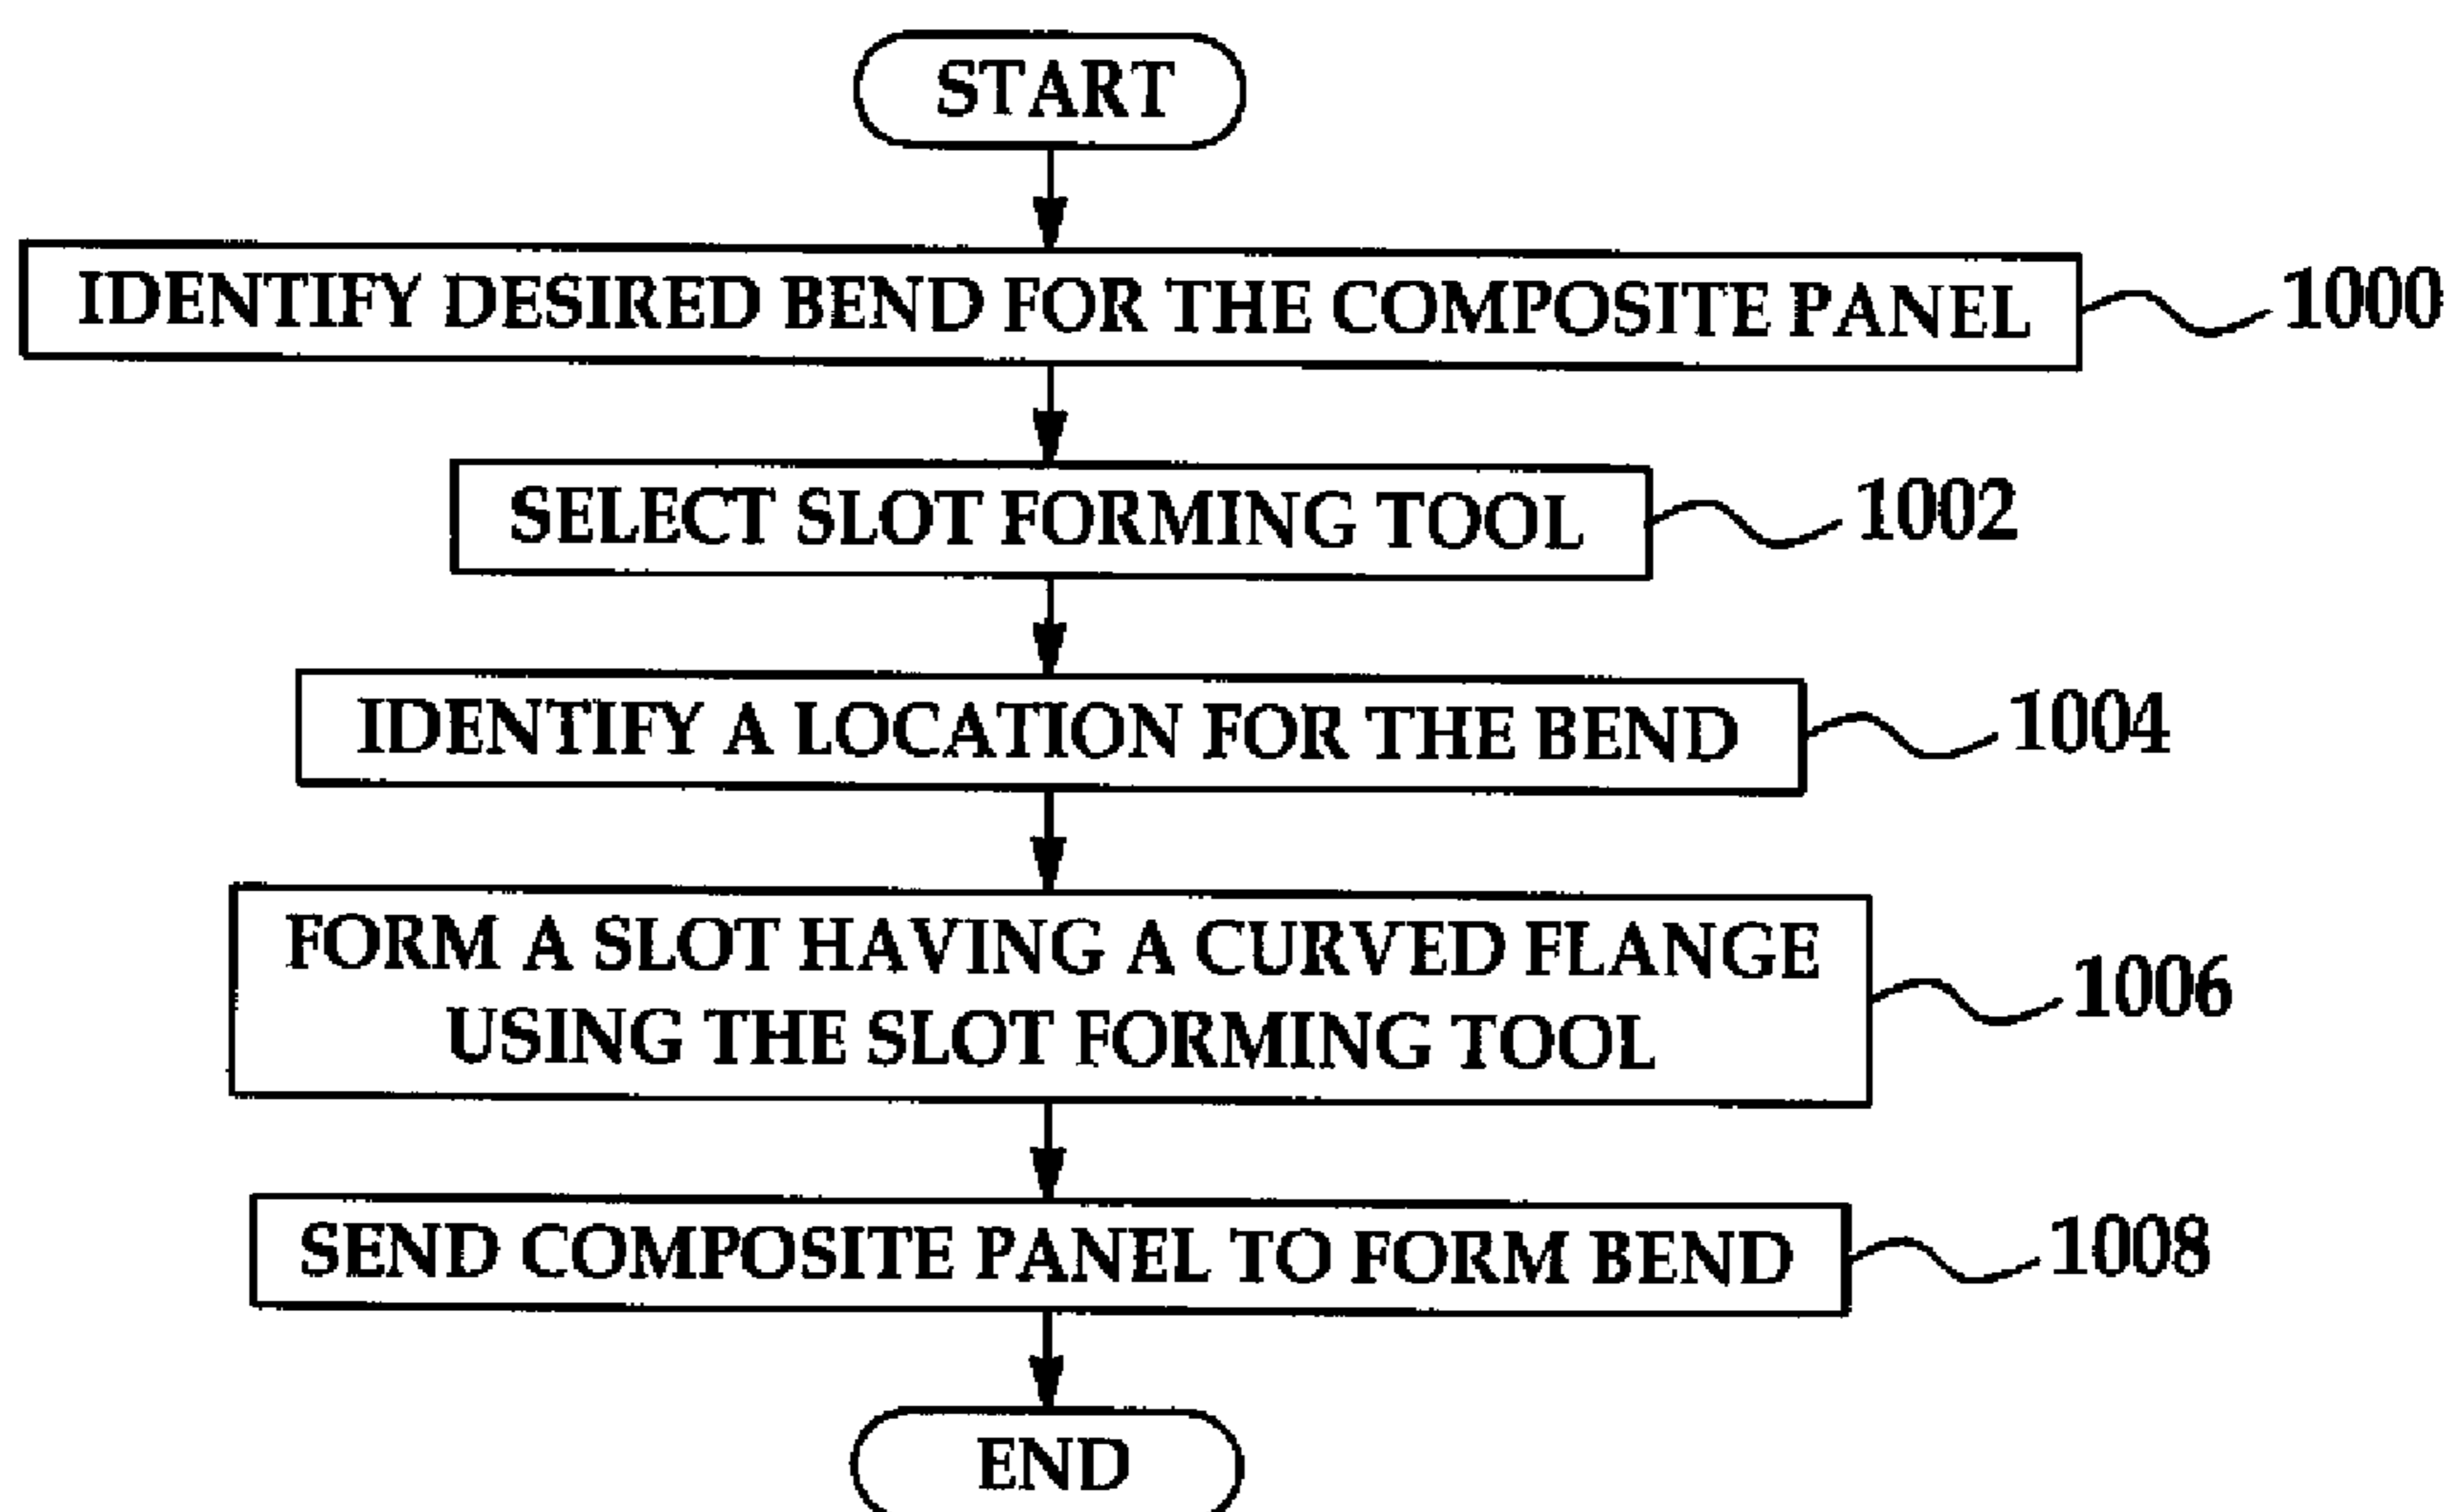 START
IDENTIFY DESIRED BEND FOR THE COMPOSITE PANEL
1000
SELECT SLOT FORMING TOOL
1002
IDENTIFY A LOCATION FOR THE BEND
1004
FORM A SLOT HAVING A CURVED FLANGE
USING THE SLOT FORMING TOOL
1006
SEND COMPOSITE PANEL TO FORM BEND
1008
END